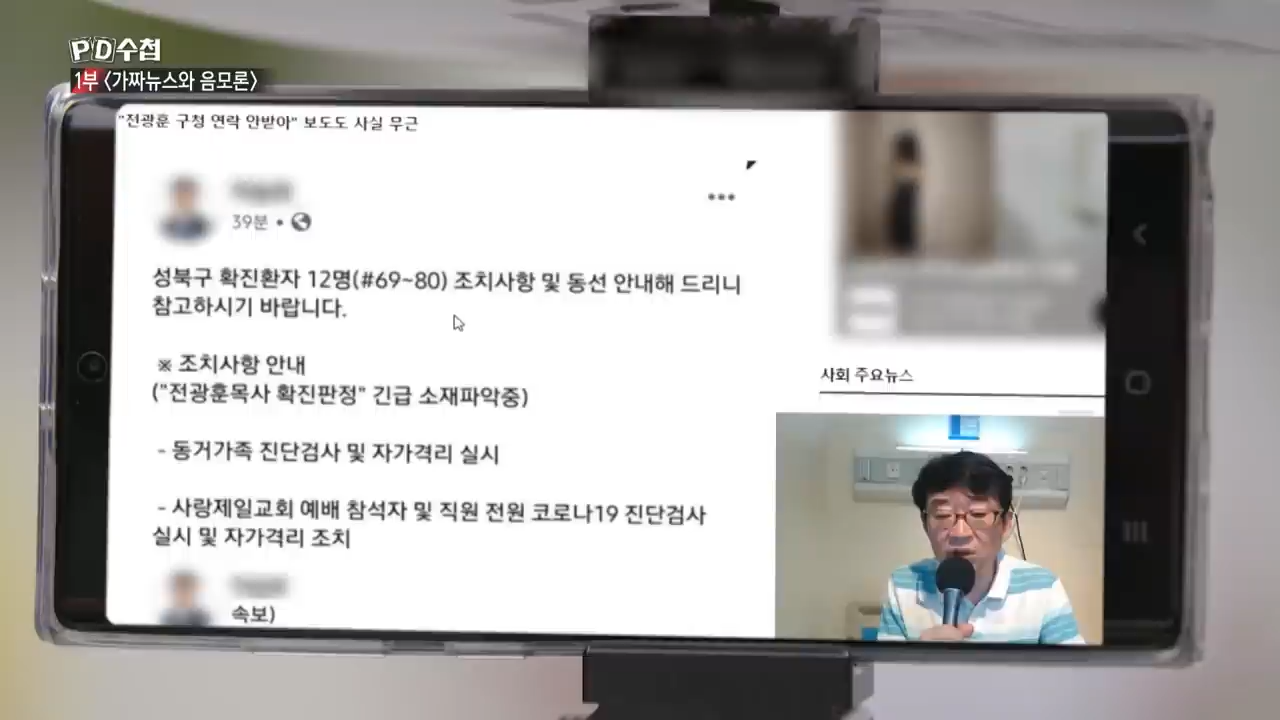 PD수첩
1부 〈가짜뉴스와 음모론〉
"전광훈 구청 연락 안받아" 보도도 사실 무근
39분 •
성북구 확진환자 12명(#69~80) 조치사항 및 동선 안내해 드리니
참고하시기 바랍니다.
※ 조치사항 안내
("전광훈목사 확진판정" 긴급 소재파악중)
- 동거가족 진단검사 및 자가격리 실시
- 사랑제일교회 예배 참석자 및 직원 전원 코로나19 진단검사
실시 및 자가격리 조치
속보)
사회 주요뉴스